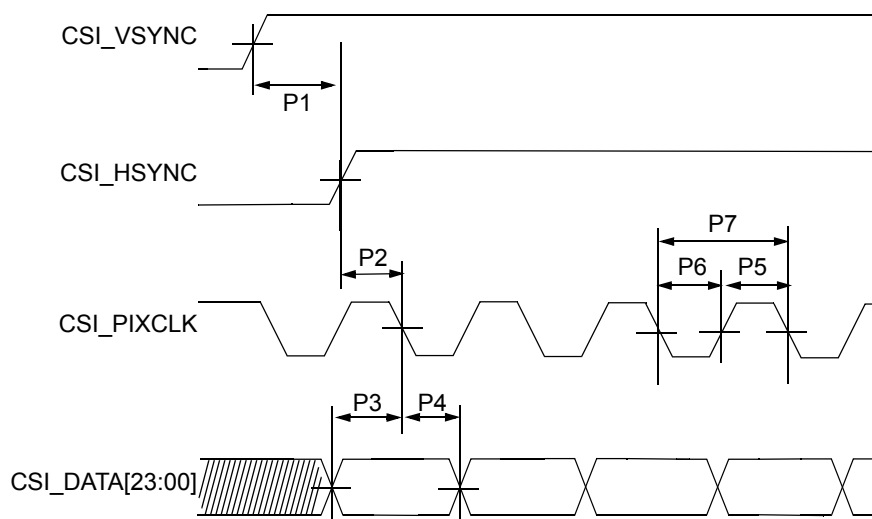 CSI_VSYNC
P1
CSI_HSYNC
P7
P2
P6
P5
CSI_PIXCLK
P3
P4
CSI_DATA[23:00]